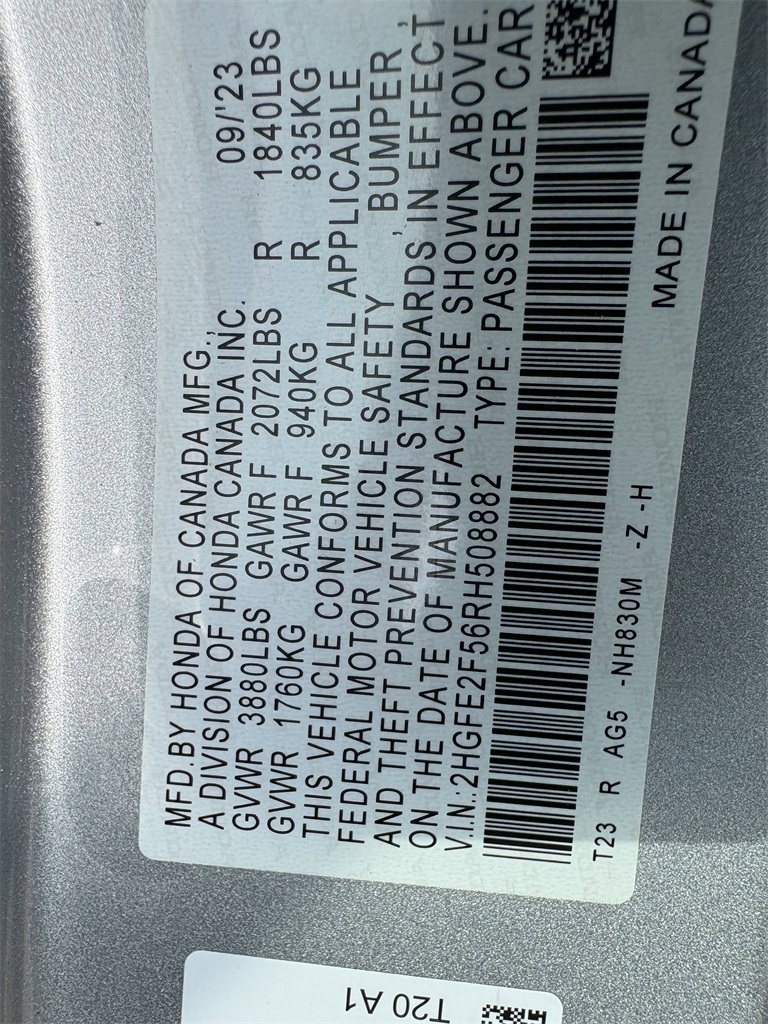 MFD.BY HONDA OF CANADA MFG.,
A DIVISION OF HONDA CANADA INC. 09/'23
GVWR 3880LBS GAWR F 2072LBS R 1840LBS
GVWR 1760KG GAWR F 940KG R 835KG
THIS VEHICLE CONFORMS TO ALL APPLICABLE
FEDERAL MOTOR VEHICLE SAFETY , BUMPER ,
AND THEFT PREVENTION STANDARDS IN EFFECT
ON THE DATE OF MANUFACTURE SHOWN ABOVE.
V.I.N.:2HGFE2F56RH508882 TYPE:PASSENGER CAR
T23 R AG5 -NH830M -Z -H MADE IN CANADA
T20 A1